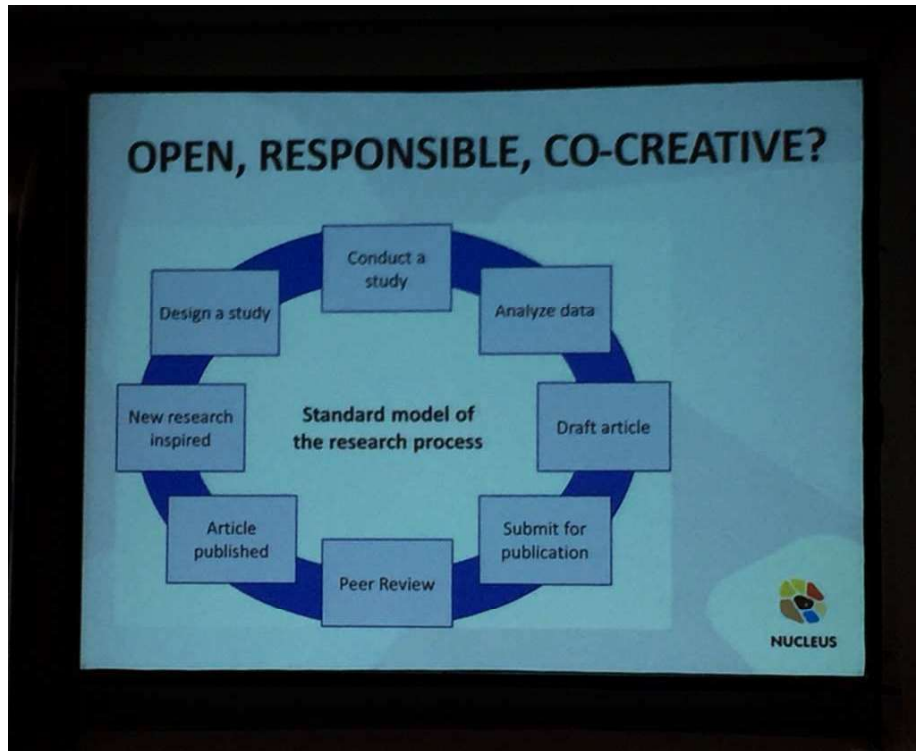 OPEN, RESPONSIBLE, CO-CREATIVE?
Conduct a
study
Design a study
Analyze data
New research
inspired
Standard model of
the research process
Draft article
Article
published
Submit for
publication
Peer Review
NUCLEUS